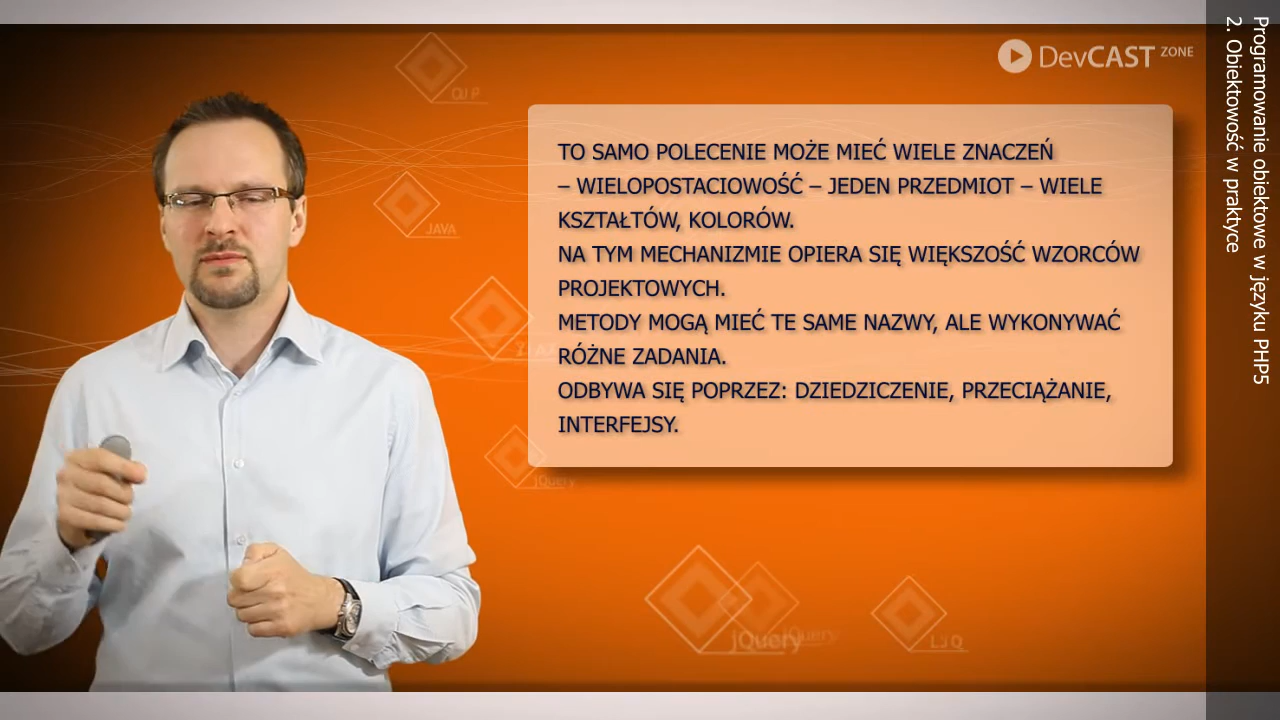 DevCAST ZONE
TO SAMO POLECENIE MOŻE MIEĆ WIELE ZNACZEŃ
– WIELOPOSTACIOWOŚĆ – JEDEN PRZEDMIOT – WIELE
KSZTAŁTÓW, KOLORÓW.
NA TYM MECHANIZMIE OPIERA SIĘ WIĘKSZOŚĆ WZORCÓW
PROJEKTOWYCH.
METODY MOGĄ MIEĆ TE SAME NAZWY, ALE WYKONYWAĆ
RÓŻNE ZADANIA.
ODBYWA SIĘ POPRZEZ: DZIEDZICZENIE, PRZECIĄŻANIE,
INTERFEJSY.
Programowanie obiektowe w języku PHP5
2. Obiektowość w praktyce
JAVA
jQuery
jQuery
jQuery